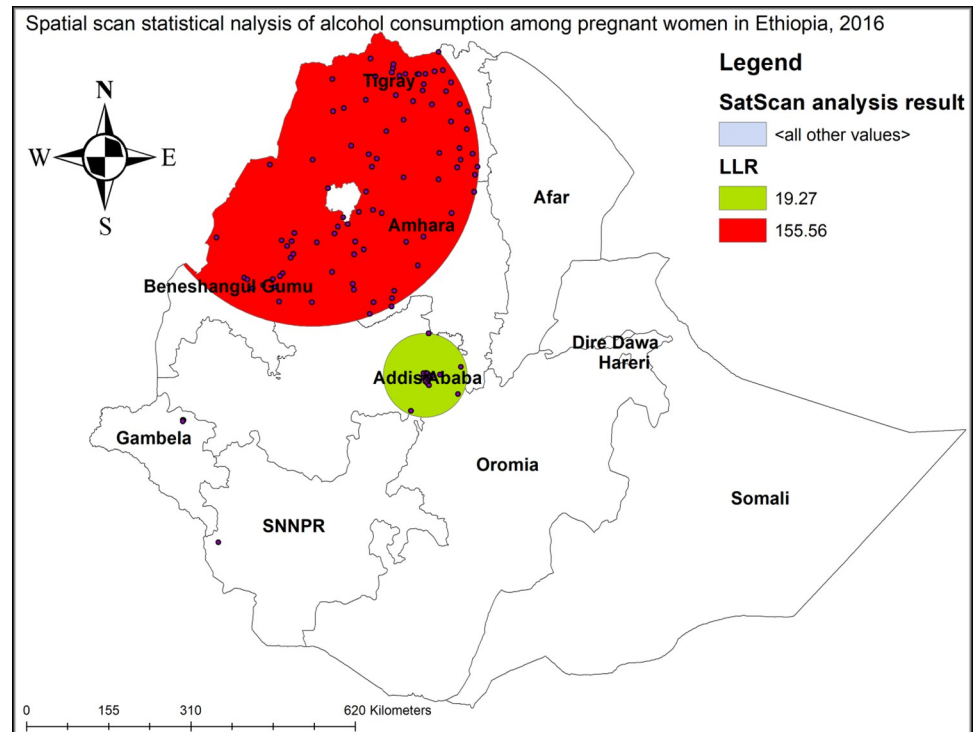 Spatial scan statistical nalysis of alcohol consumption among pregnant women in Ethiopia, 2016
Legend
SatScan analysis result
<all other values>
LLR
19.27
155.56
N
W E
S
Tigray
Afar
Amhara
Beneshangul Gumu
Dire Dawa
Hareri
Addis Ababa
Gambela
Oromia
Somali
SNNPR
0 155 310 620 Kilometers